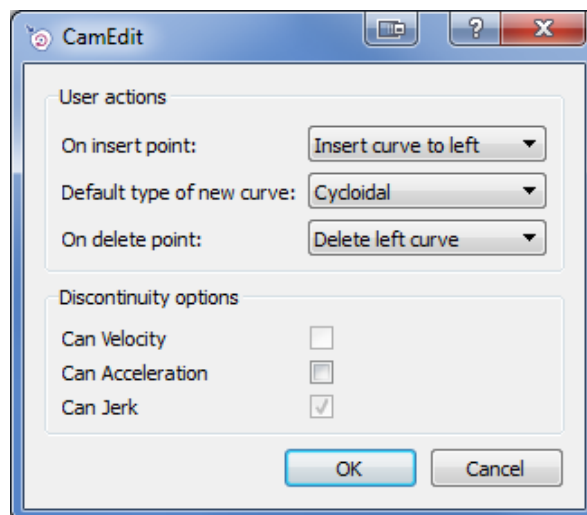 CamEdit
?
X
User actions
On insert point: Insert curve to left
Default type of new curve: Cycloidal
On delete point: Delete left curve
Discontinuity options
Can Velocity
Can Acceleration
Can Jerk
OK Cancel